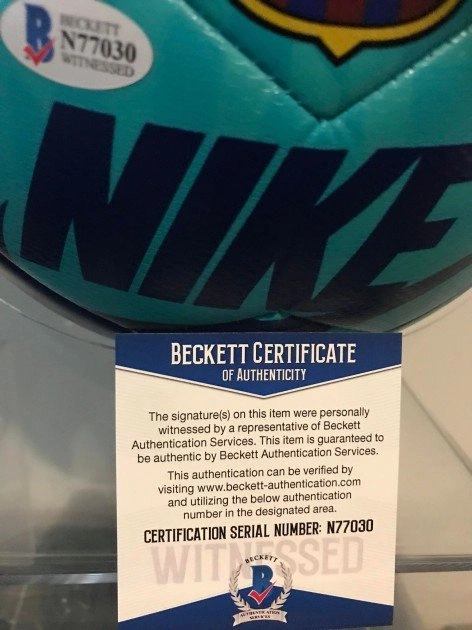 BECKETT
N77030
WITNESSED
NIKE
BECKETT CERTIFICATE
OF AUTHENTICITY
The signature(s) on this item were personally
witnessed by a representative of Beckett
Authentication Services. This item is guaranteed to
be authentic by Beckett Authentication Services.
This authentication can be verified by
visiting www.beckett-authentication.com
and utilizing the below authentication
number in the designated area.
CERTIFICATION SERIAL NUMBER: N77030
WITNESSED
BECKETT
B
AUTHENTICATION
SERVICES